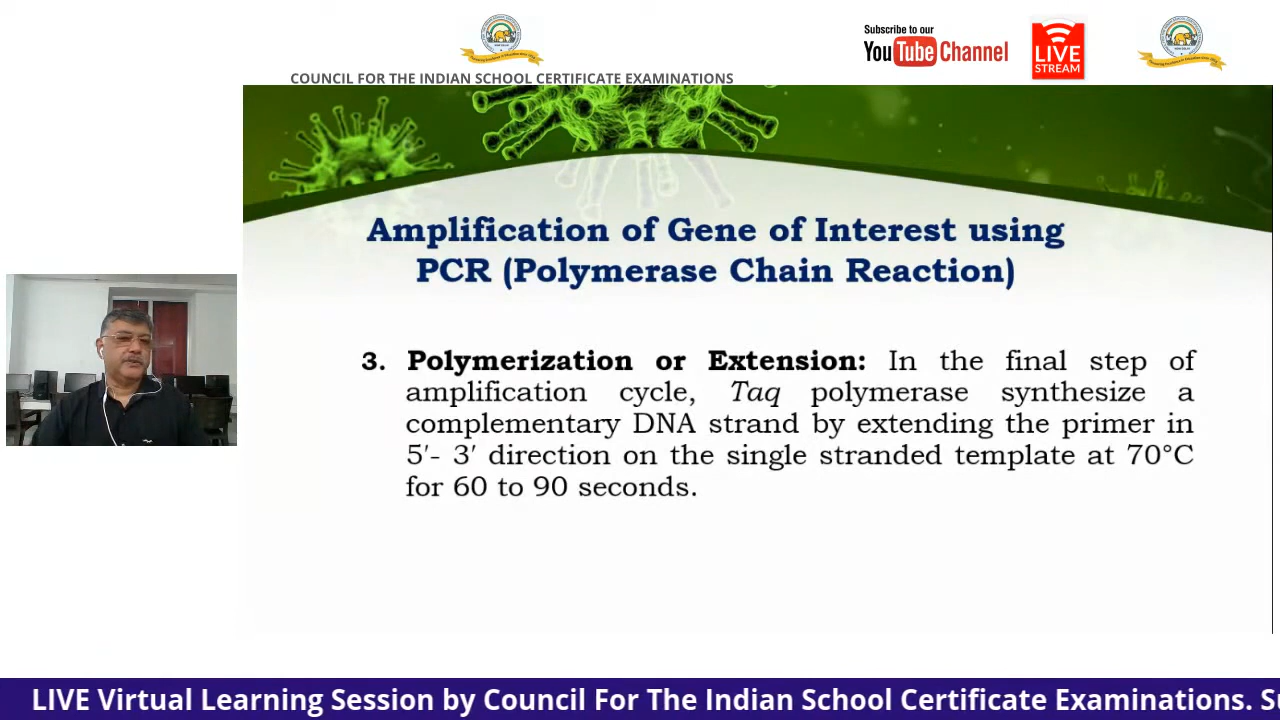 Subscribe to our
YouTube Channel
LIVE
STREAM
COUNCIL FOR THE INDIAN SCHOOL CERTIFICATE EXAMINATIONS
Amplification of Gene of Interest using
PCR (Polymerase Chain Reaction)
3. Polymerization or Extension: In the final step of
amplification cycle, Taq polymerase synthesize a
complementary DNA strand by extending the primer in
5′- 3′ direction on the single stranded template at 70°C
for 60 to 90 seconds.
LIVE Virtual Learning Session by Council For The Indian School Certificate Examinations. Su